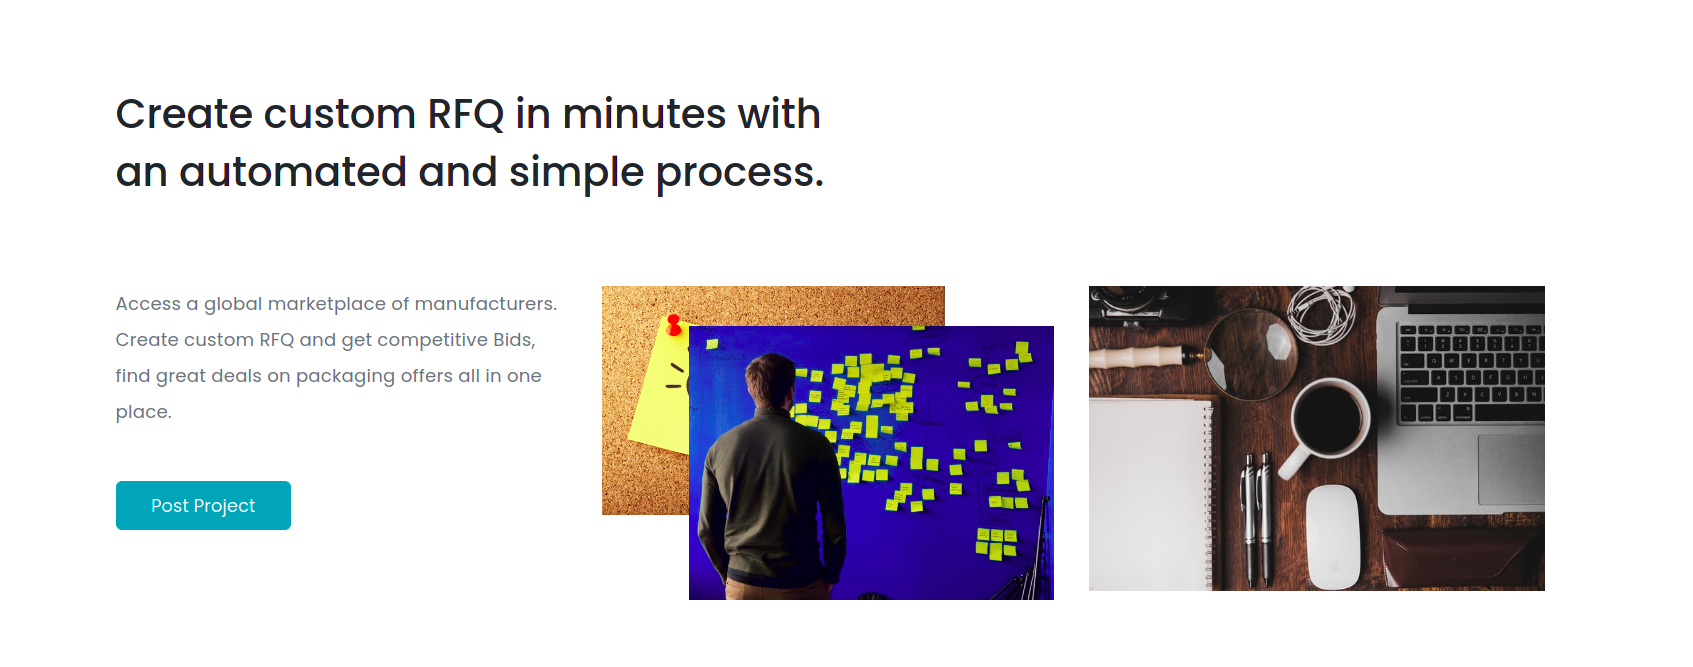 Create custom RFQ in minutes with
an automated and simple process.
Access a global marketplace of manufacturers.
Create custom RFQ and get competitive Bids,
find great deals on packaging offers all in one
place.
Post Project